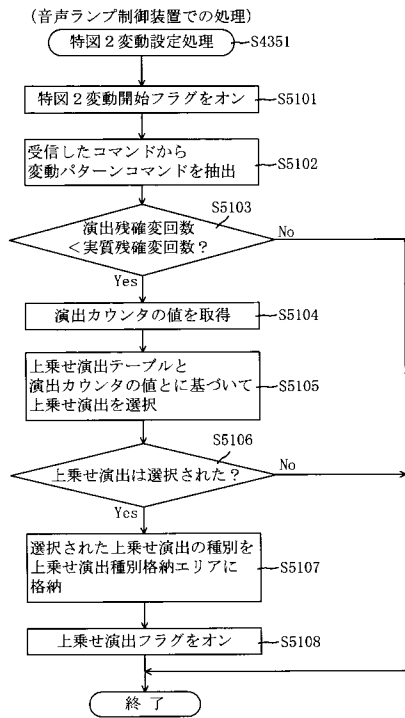 (音声ランプ制御装置での処理)
特図2変動設定処理
S4351
特図2変動開始フラグをオン
S5101
受信したコマンドから
変動パターンコマンドを抽出
S5102
S5103
演出残確変回数
<実質残確変回数?
No
Yes
演出カウンタの値を取得
S5104
上乗せ演出テーブルと
演出カウンタの値とに基づいて
上乗せ演出を選択
S5105
S5106
上乗せ演出は選択された?
No
Yes
選択された上乗せ演出の種別を
上乗せ演出種別格納エリアに
格納
S5107
上乗せ演出フラグをオン
S5108
終了